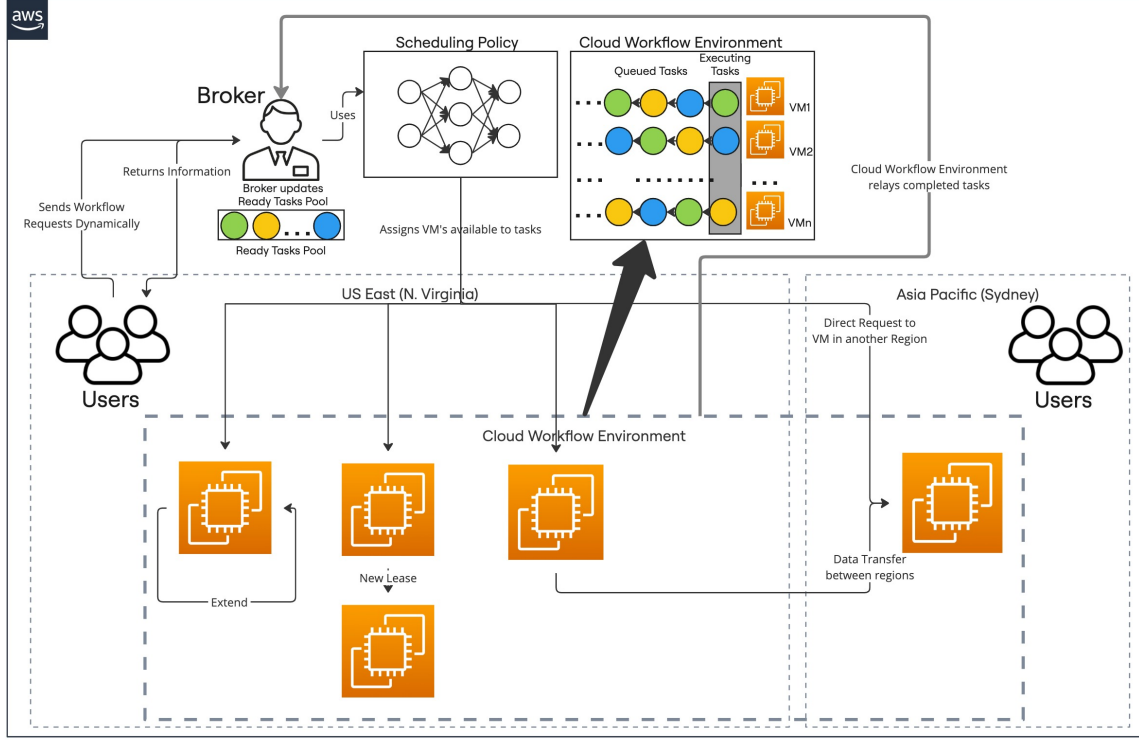 aws
Scheduling Policy
Cloud Workflow Environment
Executing
Tasks
Queued Tasks
VM1
VM2
VMn
Broker
Uses
Returns Information
Broker updates
Ready Tasks Pool
Ready Tasks Pool
Sends Workflow
Requests Dynamically
Assigns VM's available to tasks
Cloud Workflow Environment
relays completed tasks
US East (N. Virginia)
Asia Pacific (Sydney)
Direct Request to
VM in another Region
Users
Users
Cloud Workflow Environment
New Lease
Extend
Data Transfer
between regions